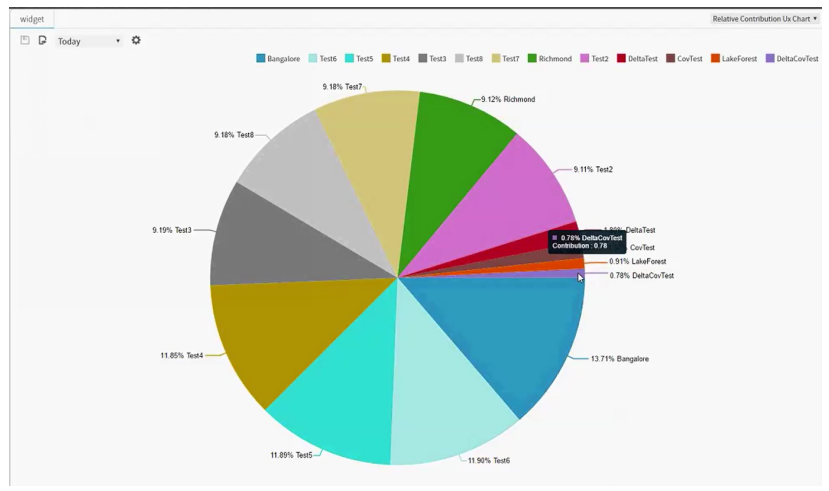 widget
Relative Contribution Ux Chart
Today
Bangalore Test6 Test5 Test4 Test3 Test8 Test7 Richmond Test2 DeltaTest CovTest LakeForest DeltaCovTest
9.18% Test7
9.12% Richmond
9.18% Test8
9.11% Test2
9.19% Test3
DeltaTest
0.78% DeltaCovTest
Contribution : 0.78
CovTest
0.91% LakeForest
0.78% DeltaCovTest
11.85% Test4
13.71% Bangalore
11.89% Test5
11.90% Test6